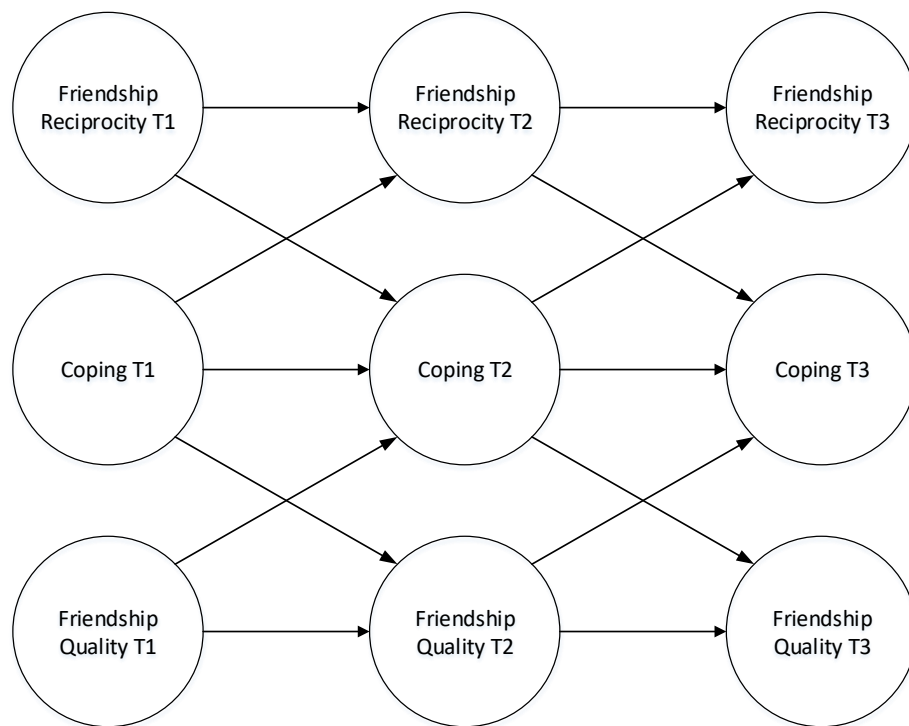 Friendship
Reciprocity T1
Friendship
Reciprocity T2
Friendship
Reciprocity T3
Coping T1
Coping T2
Coping T3
Friendship
Quality T1
Friendship
Quality T2
Friendship
Quality T3